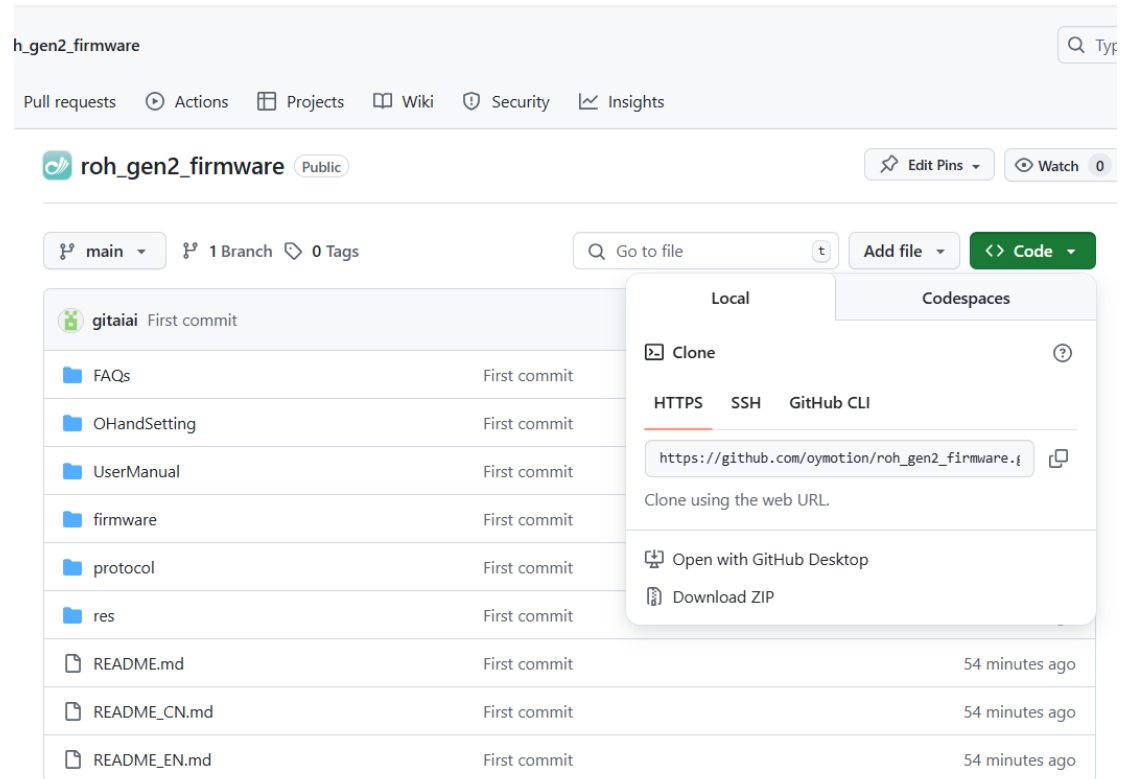 h_gen2_firmware
Typ
Pull requests Actions Projects Wiki Security Insights
roh_gen2_firmware Public
Edit Pins Watch 0
main 1 Branch 0 Tags
Go to file t Add file Code
Local Codespaces
gitaiai First commit
Clone
HTTPS SSH GitHub CLI
https://github.com/oymotion/roh_gen2_firmware.g
Clone using the web URL.
Open with GitHub Desktop
Download ZIP
FAQs First commit
OHandSetting First commit
UserManual First commit
firmware First commit
protocol First commit
res First commit
README.md First commit 54 minutes ago
README_CN.md First commit 54 minutes ago
README_EN.md First commit 54 minutes ago